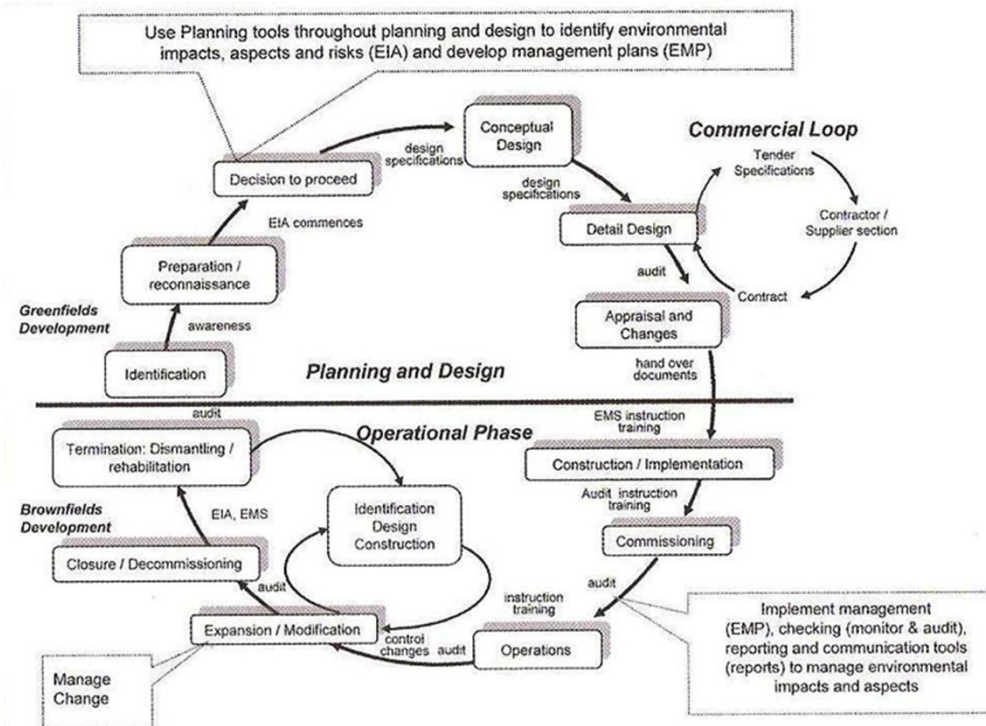 Use Planning tools throughout planning and design to identify environmental
impacts, aspects and risks (EIA) and develop management plans (EMP)
Conceptual
Design
design
specifications
Decision to proceed
design
specifications
Commercial Loop
Tender
Specifications
Contractor /
Supplier section
Contract
Detail Design
EIA commences
Preparation /
reconnaissance
audit
Appraisal and
Changes
Greenfields
Development
awareness
Identification
hand over
documents
Planning and Design
audit
Operational Phase
EMS instruction
training
Termination: Dismantling /
rehabilitation
Construction / Implementation
Audit instruction
training
Identification
Design
Construction
Brownfields
Development
EIA, EMS
Commissioning
Closure / Decommissioning
audit
audit
instruction
training
Expansion / Modification
control
changes
audit
Operations
Implement management
(EMP), checking (monitor & audit),
reporting and communication tools
(reports) to manage environmental
impacts and aspects
Manage
Change